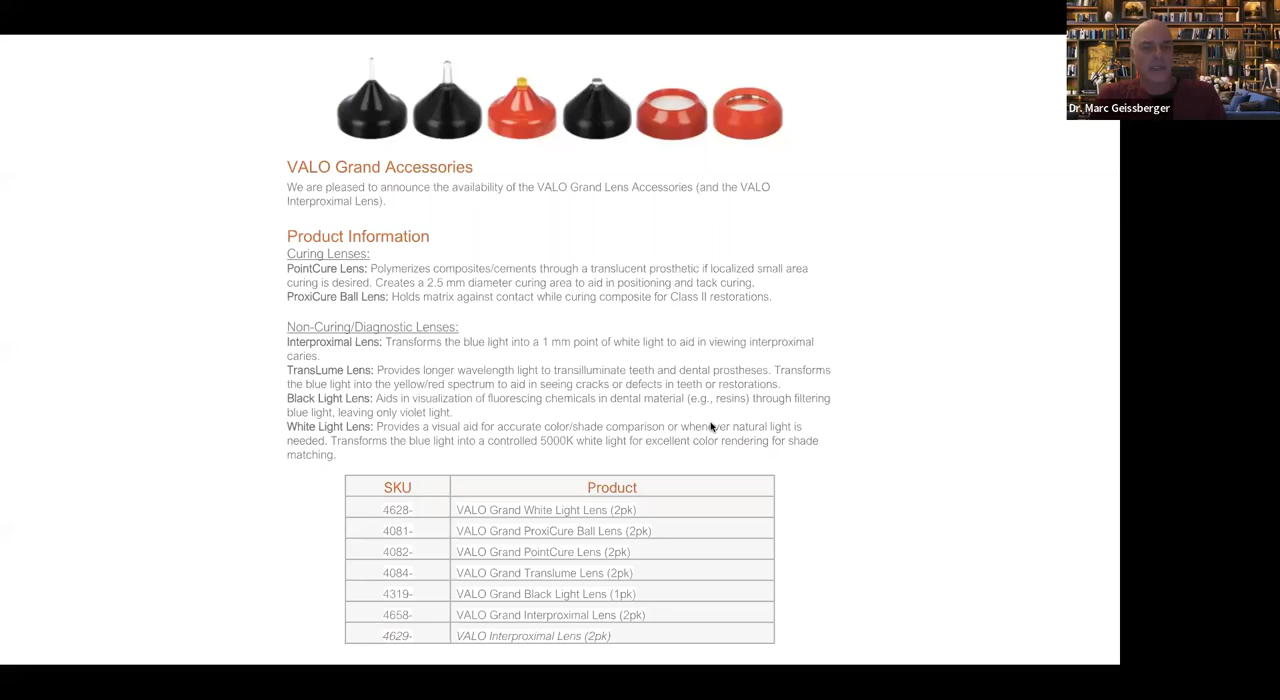 Dr. Marc Geissberger
VALO Grand Accessories
We are pleased to announce the availability of the VALO Grand Lens Accessories (and the VALO
Interproximal Lens).
Product Information
Curing Lenses:
PointCure Lens: Polymerizes composites/cements through a translucent prosthetic if localized small area
curing is desired. Creates a 2.5 mm diameter curing area to aid in positioning and tack curing.
ProxiCure Ball Lens: Holds matrix against contact while curing composite for Class II restorations.
Non-Curing/Diagnostic Lenses:
Interproximal Lens: Transforms the blue light into a 1 mm point of white light to aid in viewing interproximal
caries.
TransLume Lens: Provides longer wavelength light to transilluminate teeth and dental prostheses. Transforms
the blue light into the yellow/red spectrum to aid in seeing cracks or defects in teeth or restorations.
Black Light Lens: Aids in visualization of fluorescing chemicals in dental material (e.g., resins) through filtering
blue light, leaving only violet light.
White Light Lens: Provides a visual aid for accurate color/shade comparison or whenever natural light is
needed. Transforms the blue light into a controlled 5000K white light for excellent color rendering for shade
matching.
SKU Product
4628- VALO Grand White Light Lens (2pk)
4081- VALO Grand ProxiCure Ball Lens (2pk)
4082- VALO Grand PointCure Lens (2pk)
4084- VALO Grand Translume Lens (2pk)
4319- VALO Grand Black Light Lens (1pk)
4658- VALO Grand Interproximal Lens (2pk)
4629- VALO Interproximal Lens (2pk)